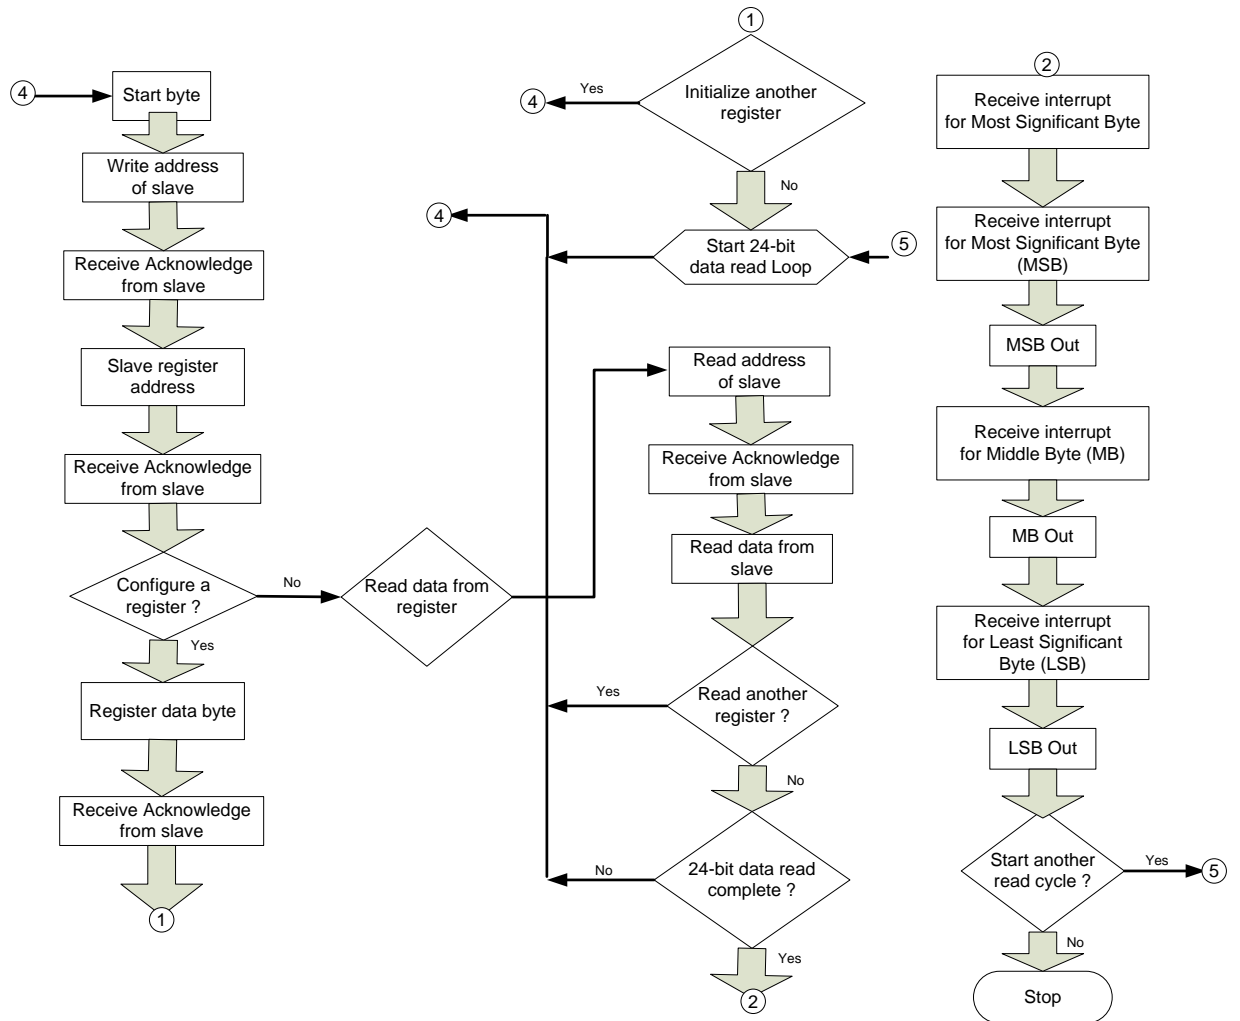 4
Start byte
Write address
of slave
Receive Acknowledge
from slave
Slave register
address
Receive Acknowledge
from slave
Configure a
register ?
No
Yes
Register data byte
Receive Acknowledge
from slave
1
Read data from
register
1
Initialize another
register
Yes
4
No
4
Start 24-bit
data read Loop
5
Read address
of slave
Receive Acknowledge
from slave
Read data from
slave
Read another
register ?
Yes
No
24-bit data read
complete ?
No
Yes
2
2
Receive interrupt
for Most Significant Byte
Receive interrupt
for Most Significant Byte
(MSB)
MSB Out
Receive interrupt
for Middle Byte (MB)
MB Out
Receive interrupt
for Least Significant
Byte (LSB)
LSB Out
Start another
read cycle ?
Yes
5
No
Stop